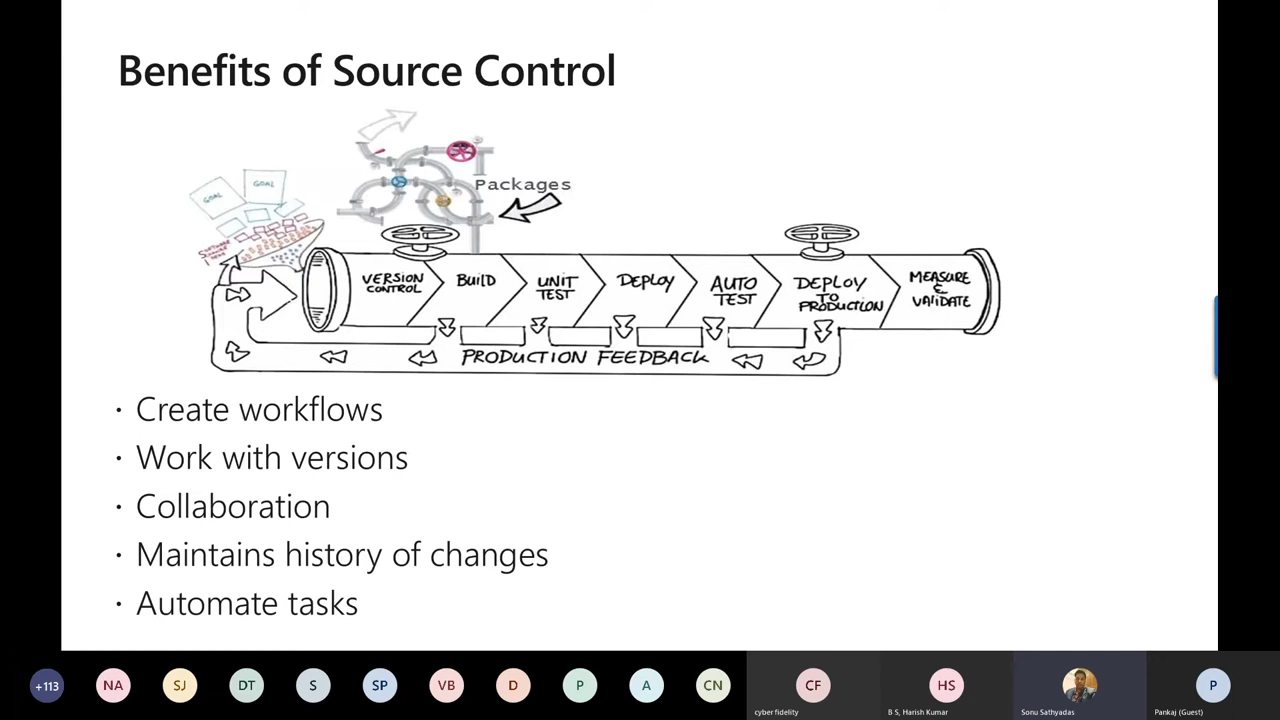 Benefits of Source Control
Packages
GOAL
GOAL
VERSION
CONTROL
BUILD
UNIT
TEST
DEPLOY
AUTO
TEST
DEPLOY
TO
PRODUCTION
MEASURE
&
VALIDATE
PRODUCTION FEEDBACK
· Create workflows
· Work with versions
· Collaboration
· Maintains history of changes
· Automate tasks
+113
NA
SJ
DT
S
SP
VB
D
P
A
CN
CF
cyber fidelity
HS
B S, Harish Kumar
Sonu Sathyadas
P
Pankaj (Guest)